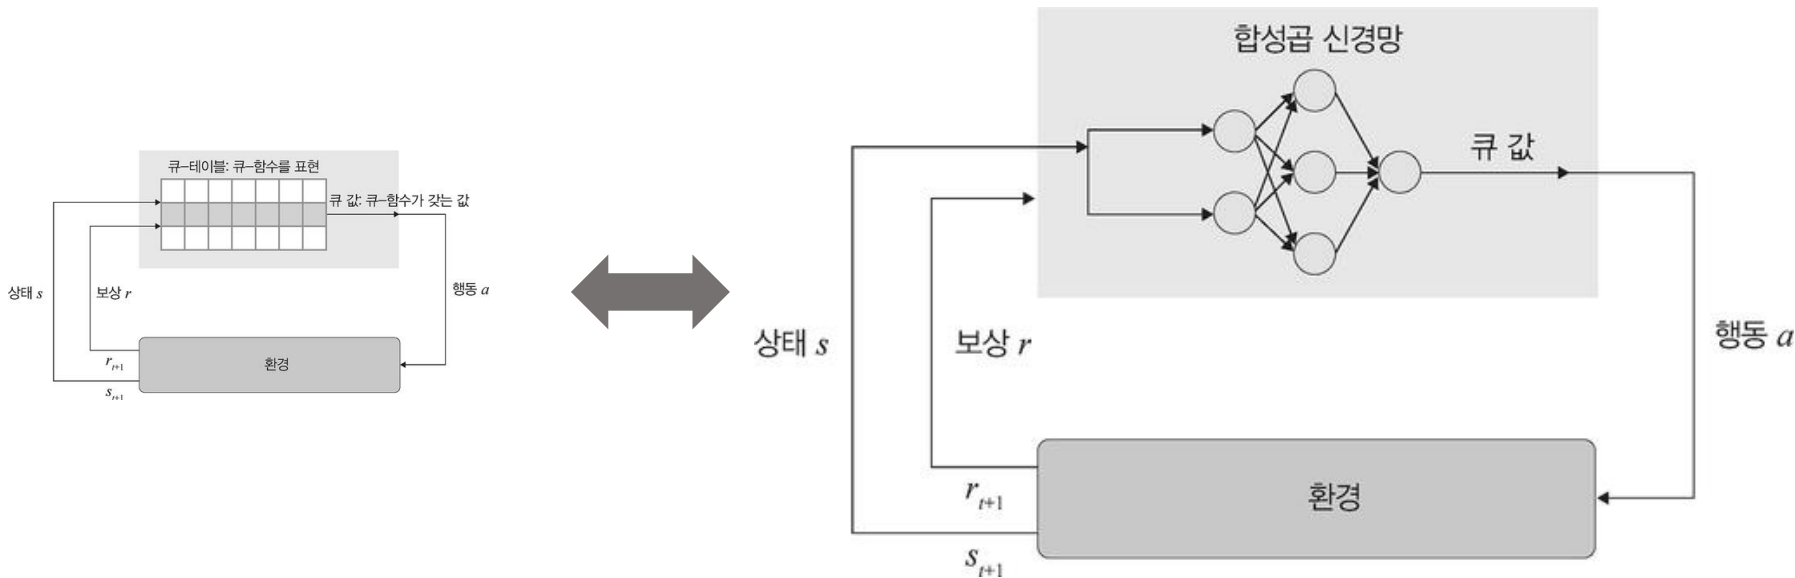 큐–테이블: 큐–함수를 표현
큐 값: 큐–함수가 갖는 값
상태 s
보상 r
행동 a
환경
r_{t+1}
s_{t+1}
합성곱 신경망
큐 값
상태 s
보상 r
행동 a
환경
r_{t+1}
s_{t+1}